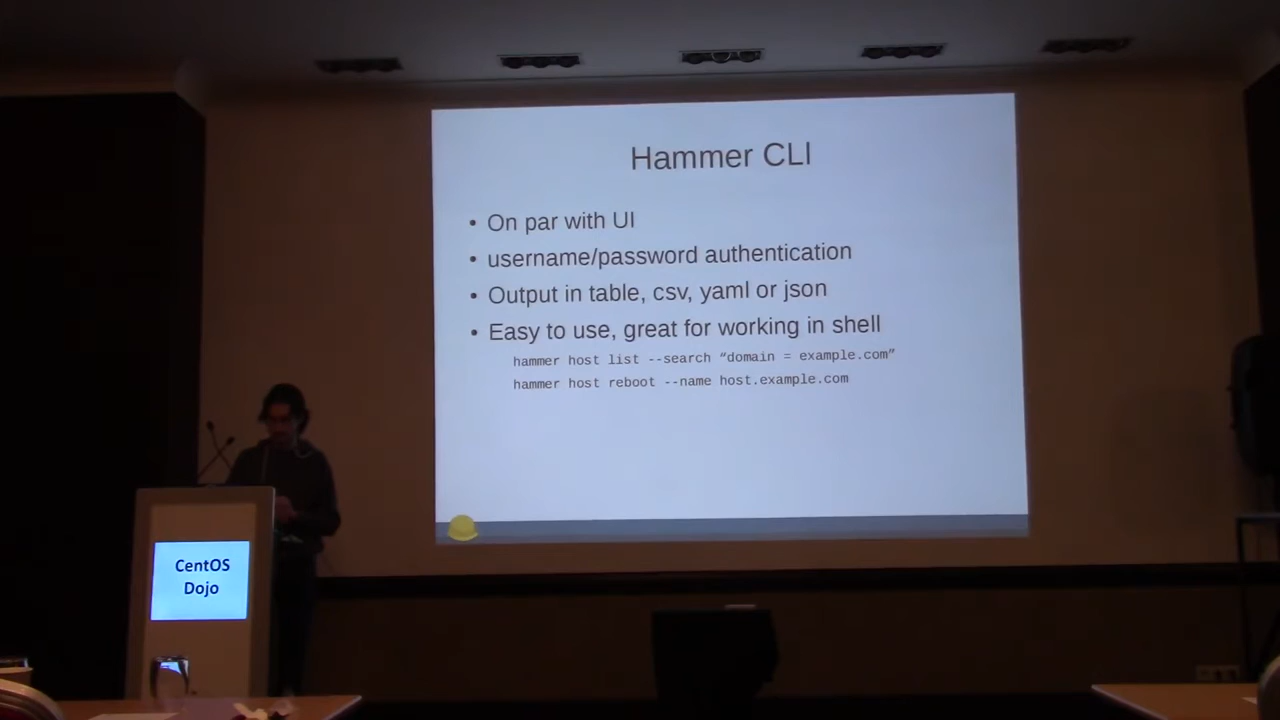 Hammer CLI
• On par with UI
• username/password authentication
• Output in table, csv, yaml or json
• Easy to use, great for working in shell
hammer host list --search “domain = example.com”
hammer host reboot --name host.example.com
CentOS
Dojo